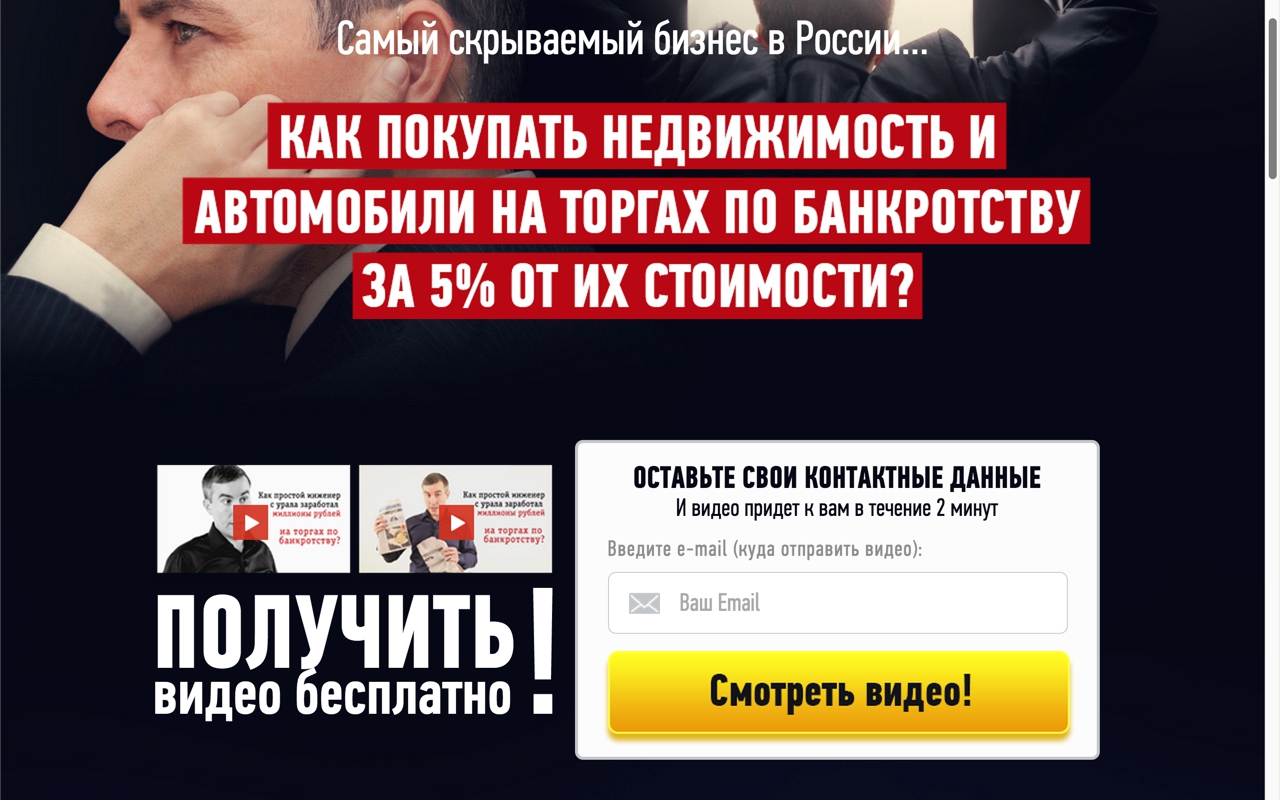 Самый скрываемый бизнес в России...
КАК ПОКУПАТЬ НЕДВИЖИМОСТЬ И
АВТОМОБИЛИ НА ТОРГАХ ПО БАНКРОТСТВУ
ЗА 5% ОТ ИХ СТОИМОСТИ?
Как простой инженер
с урала заработал
миллионы рублей
на торгах по
банкротству?
Как простой инженер
с урала заработал
миллионы рублей
на торгах по
банкротству?
ПОЛУЧИТЬ!
видео бесплатно
ОСТАВЬТЕ СВОИ КОНТАКТНЫЕ ДАННЫЕ
И видео придет к вам в течение 2 минут
Введите e-mail (куда отправить видео):
Ваш Email
Смотреть видео!